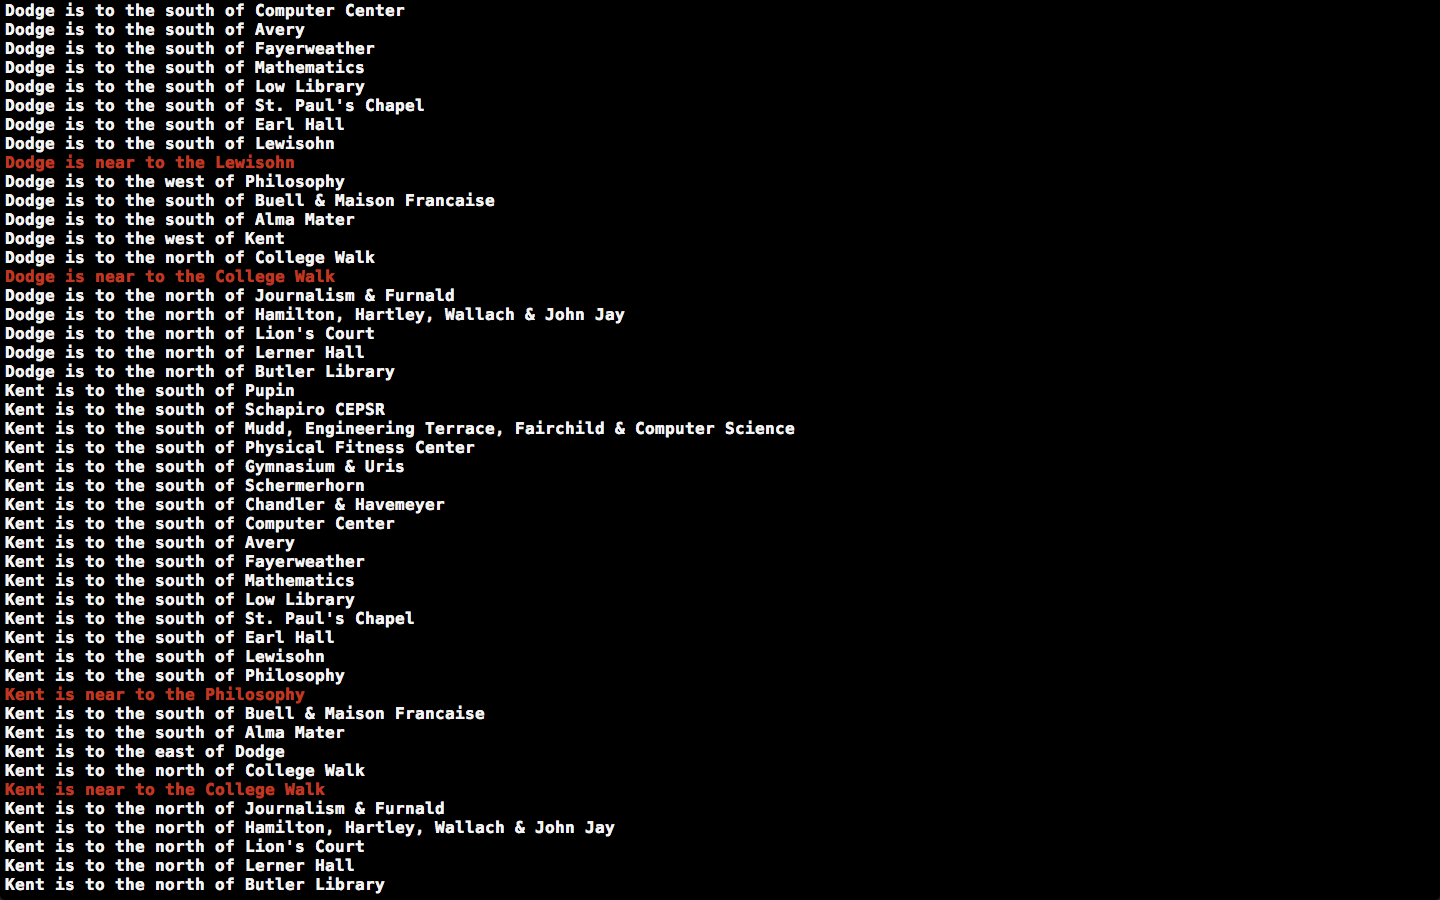 Dodge is to the south of Computer Center
Dodge is to the south of Avery
Dodge is to the south of Fayerweather
Dodge is to the south of Mathematics
Dodge is to the south of Low Library
Dodge is to the south of St. Paul's Chapel
Dodge is to the south of Earl Hall
Dodge is to the south of Lewisohn
Dodge is near to the Lewisohn
Dodge is to the west of Philosophy
Dodge is to the south of Buell & Maison Francaise
Dodge is to the south of Alma Mater
Dodge is to the west of Kent
Dodge is to the north of College Walk
Dodge is near to the College Walk
Dodge is to the north of Journalism & Furnald
Dodge is to the north of Hamilton, Hartley, Wallach & John Jay
Dodge is to the north of Lion's Court
Dodge is to the north of Lerner Hall
Dodge is to the north of Butler Library
Kent is to the south of Pupin
Kent is to the south of Schapiro CEPSR
Kent is to the south of Mudd, Engineering Terrace, Fairchild & Computer Science
Kent is to the south of Physical Fitness Center
Kent is to the south of Gymnasium & Uris
Kent is to the south of Schermerhorn
Kent is to the south of Chandler & Havemeyer
Kent is to the south of Computer Center
Kent is to the south of Avery
Kent is to the south of Fayerweather
Kent is to the south of Mathematics
Kent is to the south of Low Library
Kent is to the south of St. Paul's Chapel
Kent is to the south of Earl Hall
Kent is to the south of Lewisohn
Kent is to the south of Philosophy
Kent is near to the Philosophy
Kent is to the south of Buell & Maison Francaise
Kent is to the south of Alma Mater
Kent is to the east of Dodge
Kent is to the north of College Walk
Kent is near to the College Walk
Kent is to the north of Journalism & Furnald
Kent is to the north of Hamilton, Hartley, Wallach & John Jay
Kent is to the north of Lion's Court
Kent is to the north of Lerner Hall
Kent is to the north of Butler Library